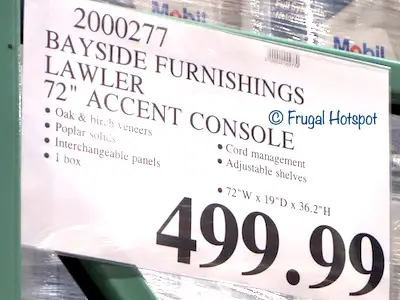 Mobil
Mobil
2000277
BAYSIDE FURNISHINGS
LAWLER
72" ACCENT CONSOLE
© Frugal Hotspot
• Oak & birch veneers
• Poplar solids
• Interchangeable panels
• 1 box
• Cord management
• Adjustable shelves
• 72"W x 19"D x 36.2"H
499.99